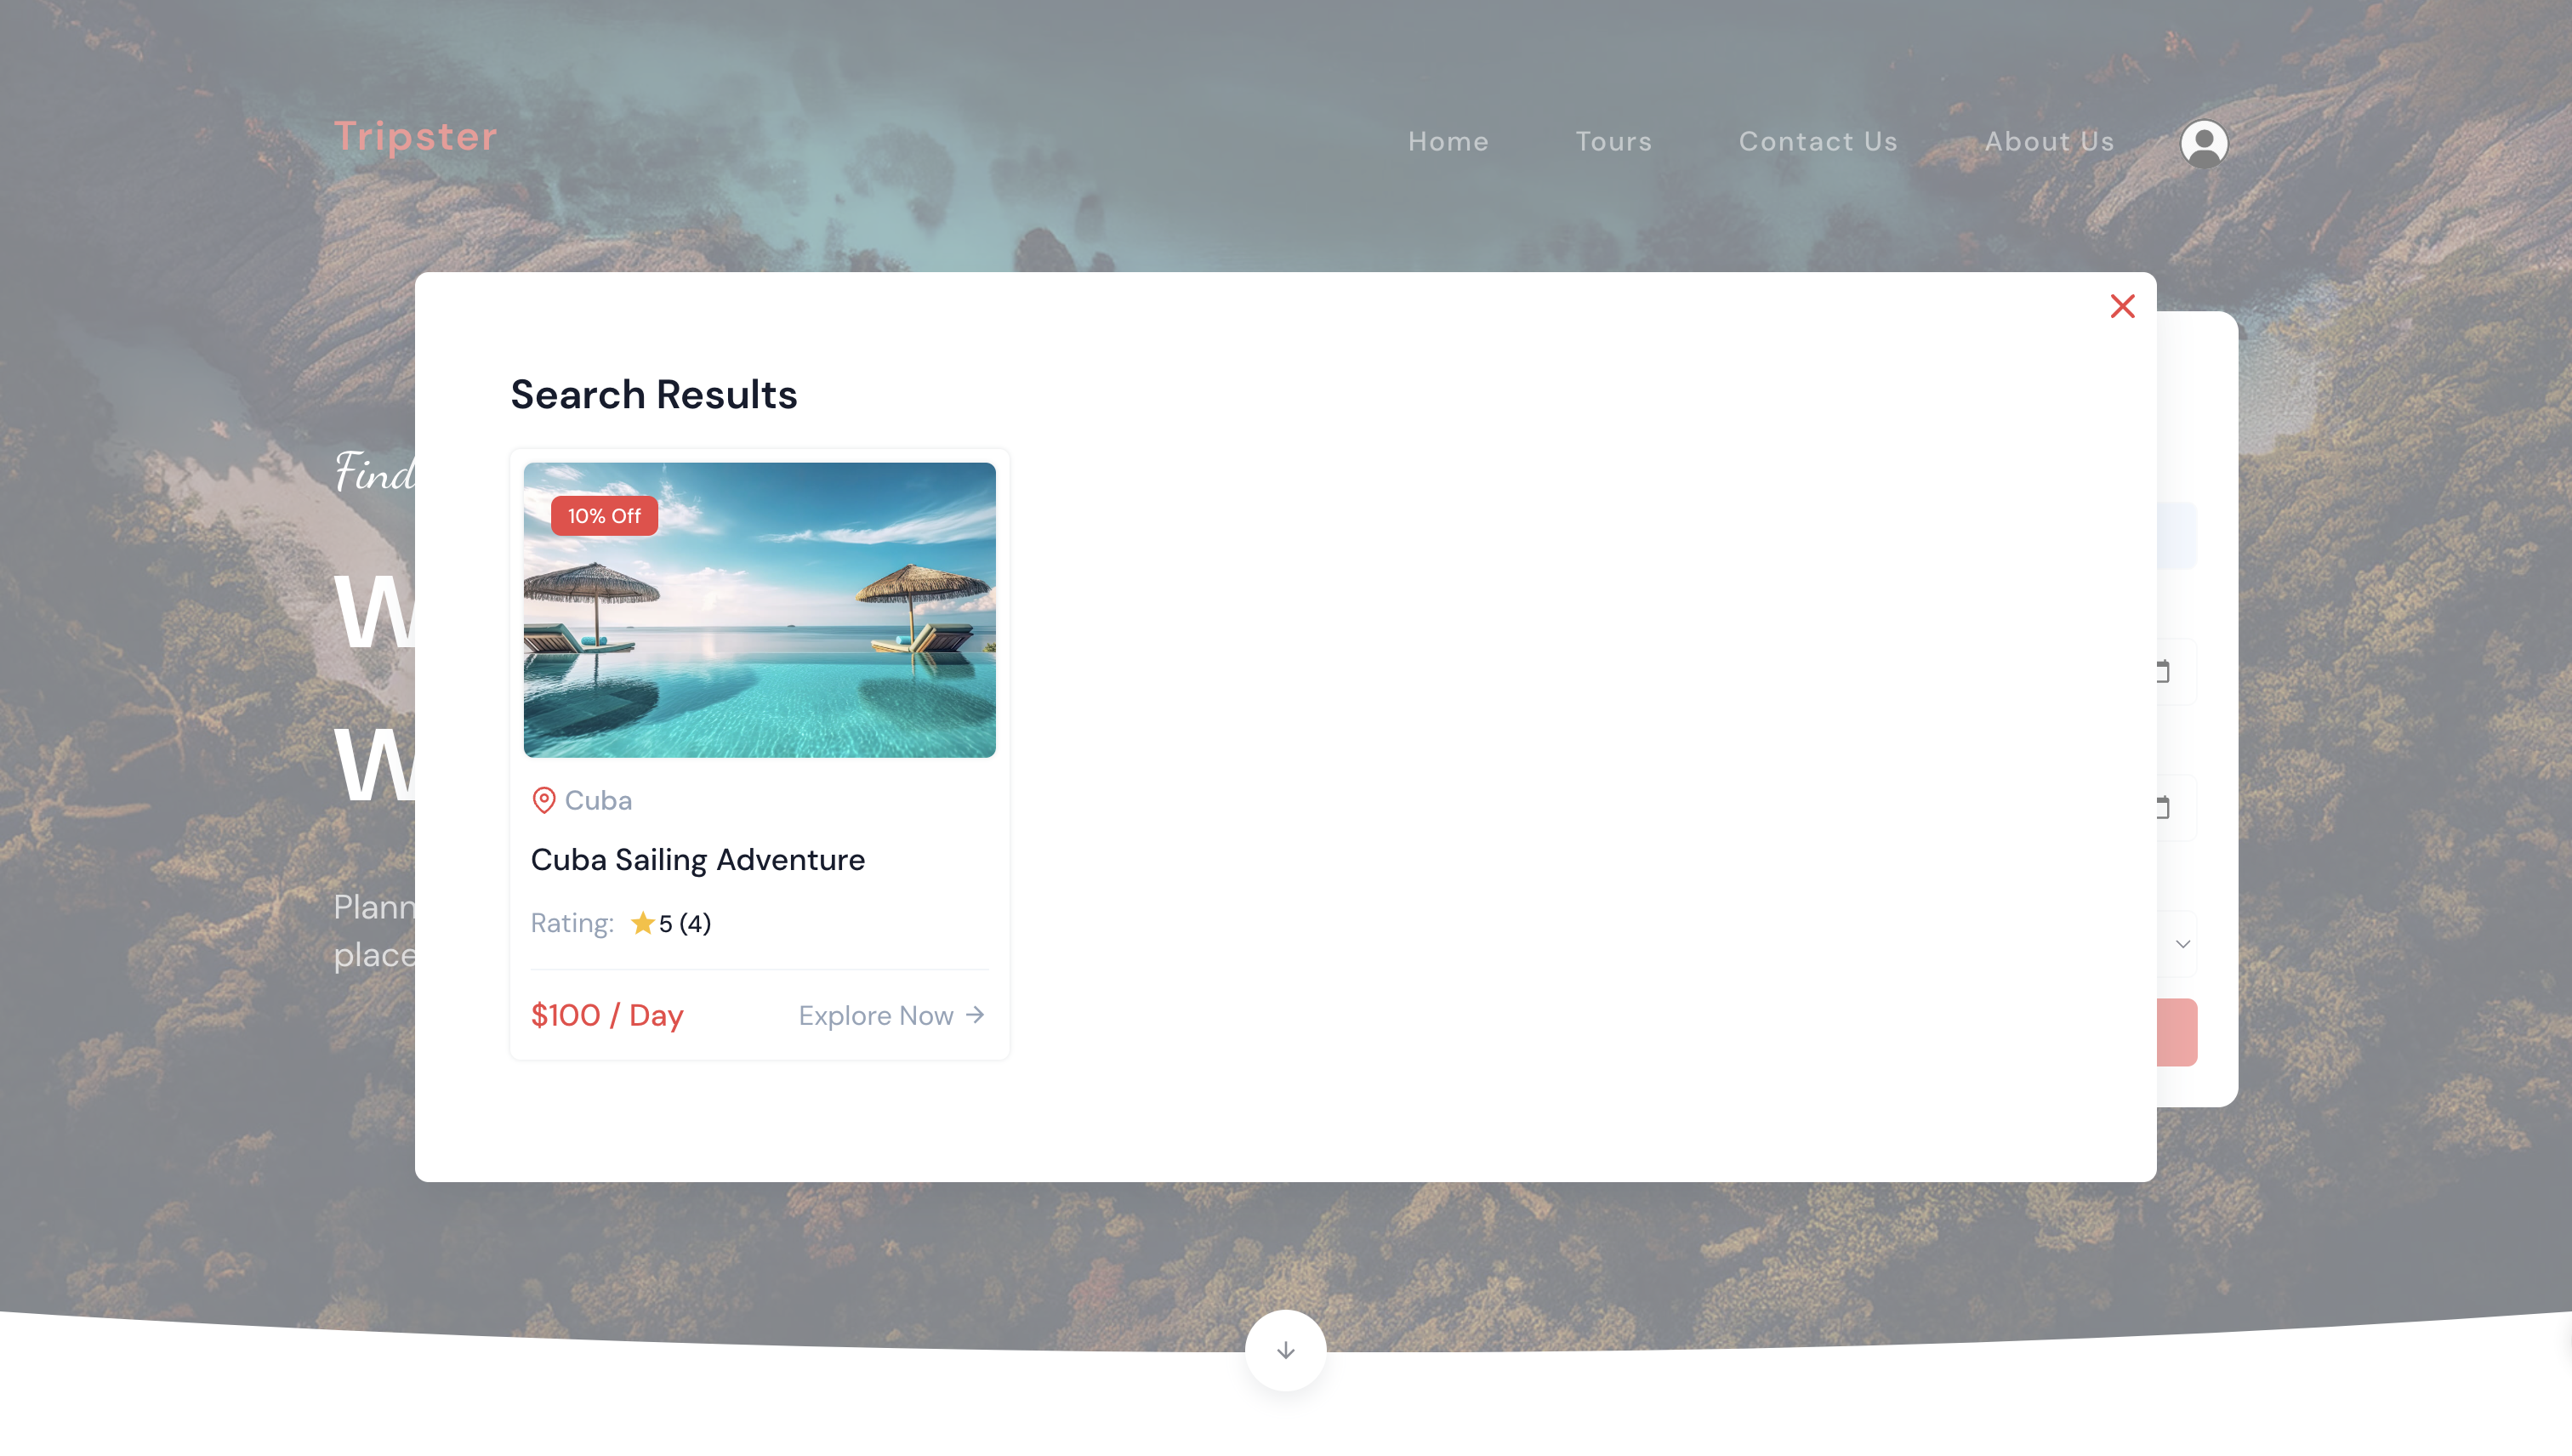 Tripster
Home Tours Contact Us About Us
Search Results
Find
10% Off
W
W
Cuba
Cuba Sailing Adventure
Rating: 5 (4)
Plann
place
$100 / Day Explore Now